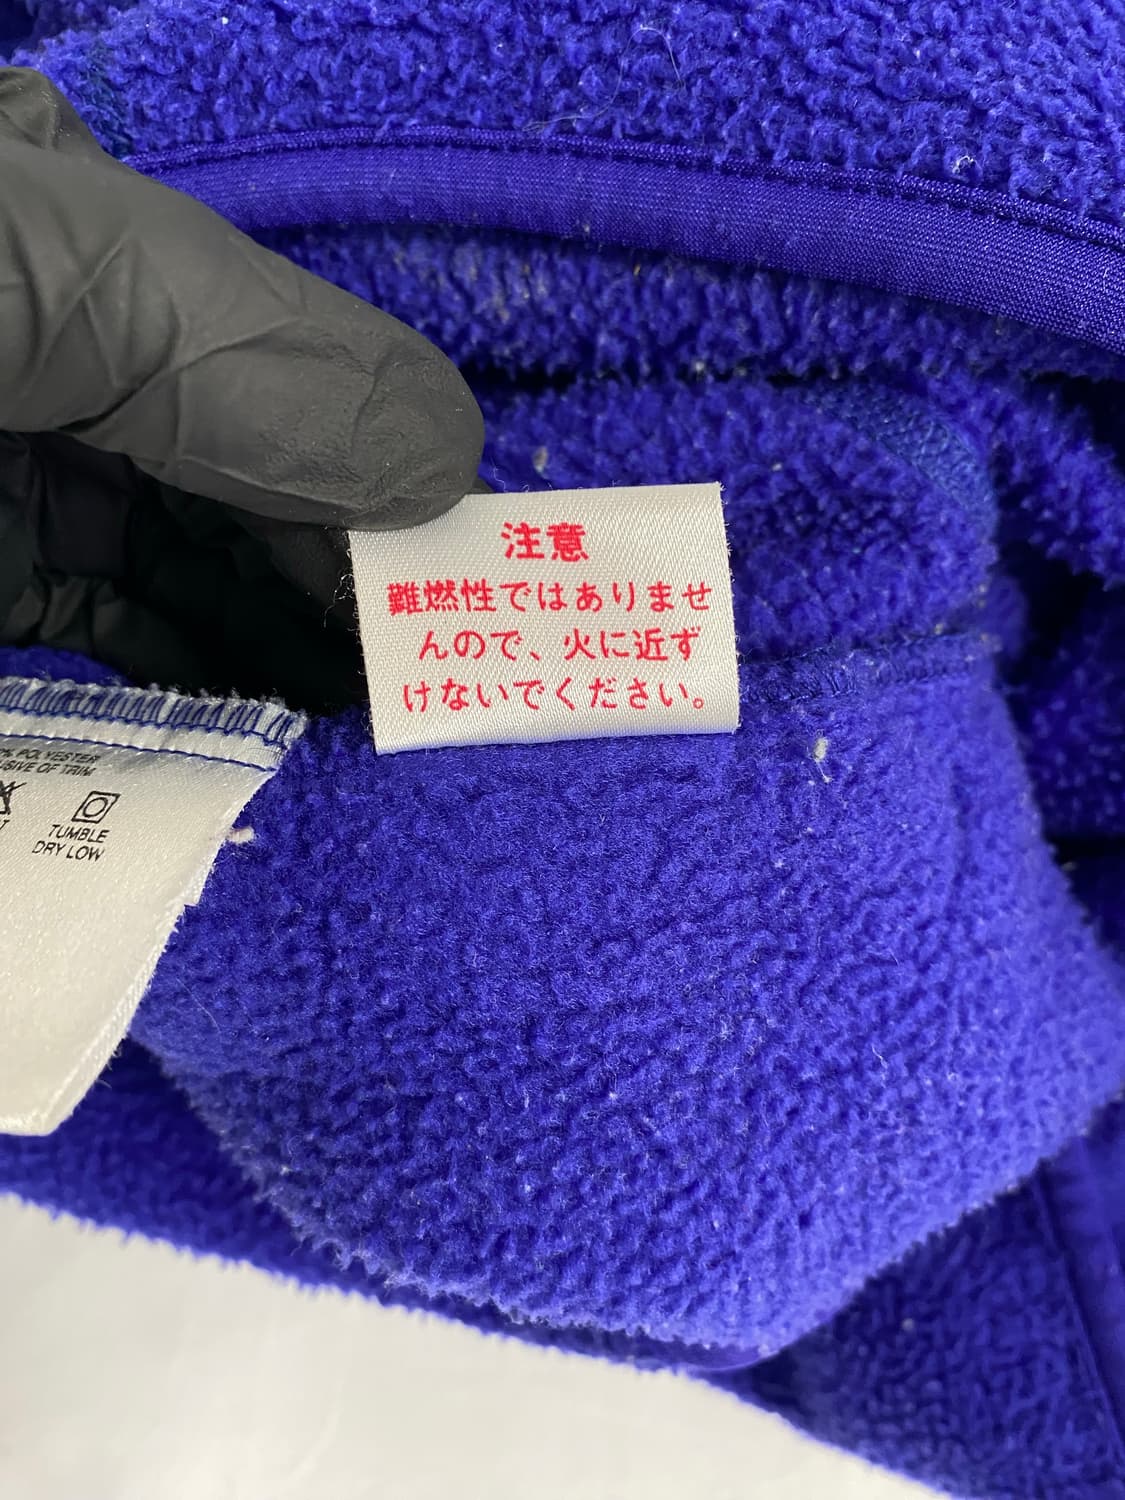 注意
難燃性ではありませ
んので、火に近ず
けないでください。
% POLYESTER
USIVE OF TRIM
TUMBLE
DRY LOW